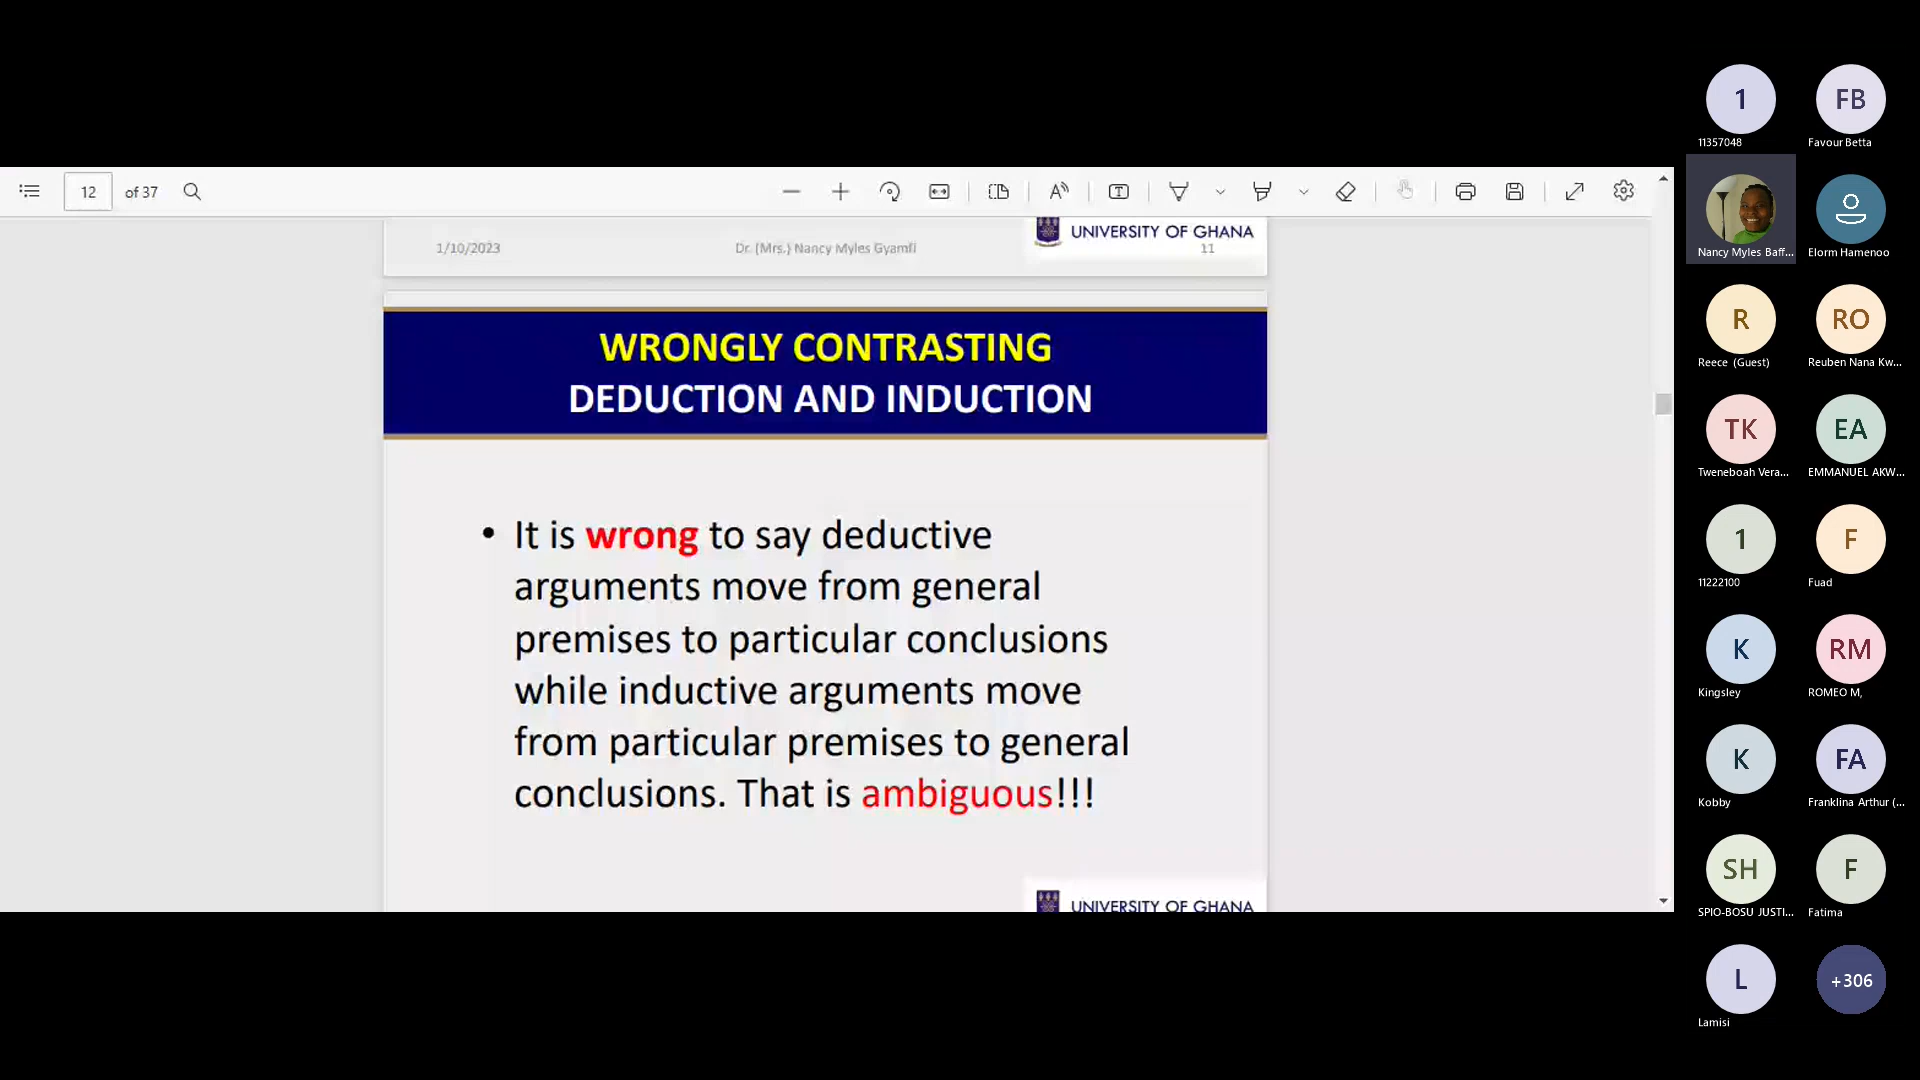 12 of 37
1/10/2023 Dr. (Mrs.) Nancy Myles Gyamfi 11
UNIVERSITY OF GHANA
WRONGLY CONTRASTING
DEDUCTION AND INDUCTION
• It is wrong to say deductive
arguments move from general
premises to particular conclusions
while inductive arguments move
from particular premises to general
conclusions. That is ambiguous!!!
UNIVERSITY OF GHANA
1 FB
11357048 Favour Betta
Nancy Myles Baff... Elorm Hamenoo
R RO
Reece (Guest) Reuben Nana Kw...
TK EA
Tweneboah Vera... EMMANUEL AKW...
1 F
11222100 Fuad
K RM
Kingsley ROMEO M,
K FA
Kobby Franklina Arthur (...
SH F
SPIO-BOSU JUSTI... Fatima
L +306
Lamisi